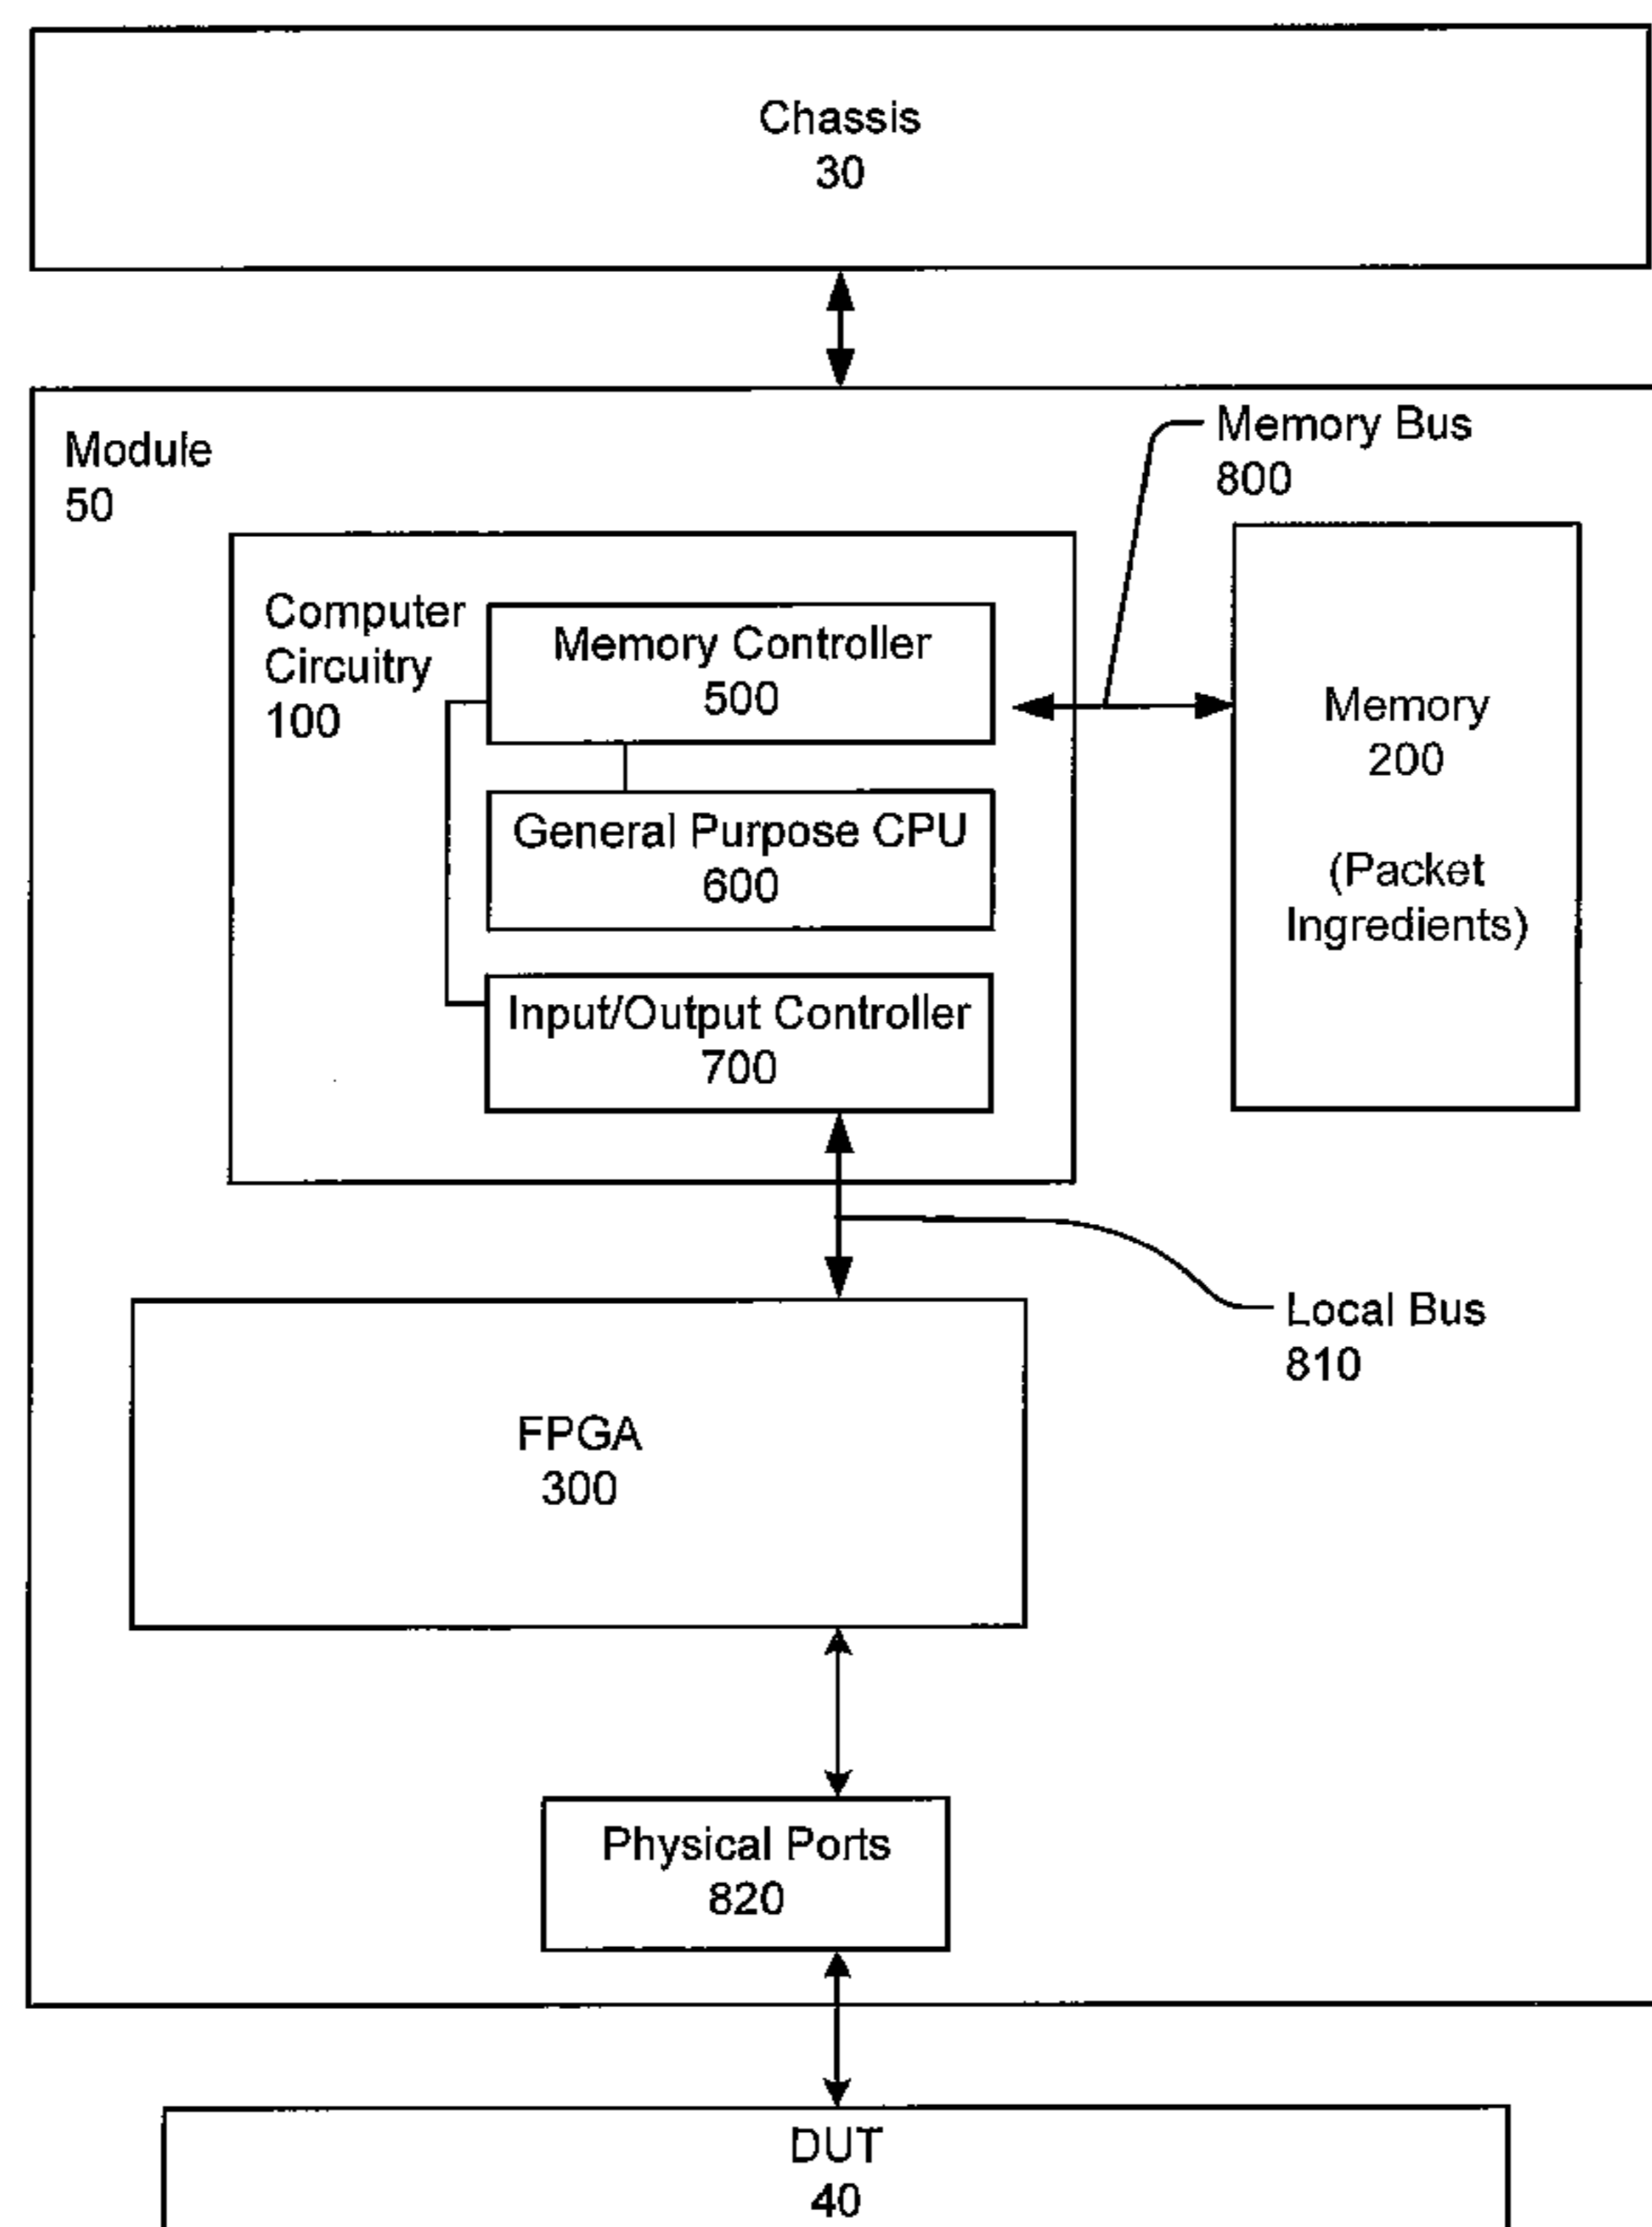 Chassis
30
Module
50
Memory Bus
800
Computer
Circuitry
100
Memory Controller
500
General Purpose CPU
600
Input/Output Controller
700
Memory
200
(Packet
Ingredients)
Local Bus
810
FPGA
300
Physical Ports
820
DUT
40